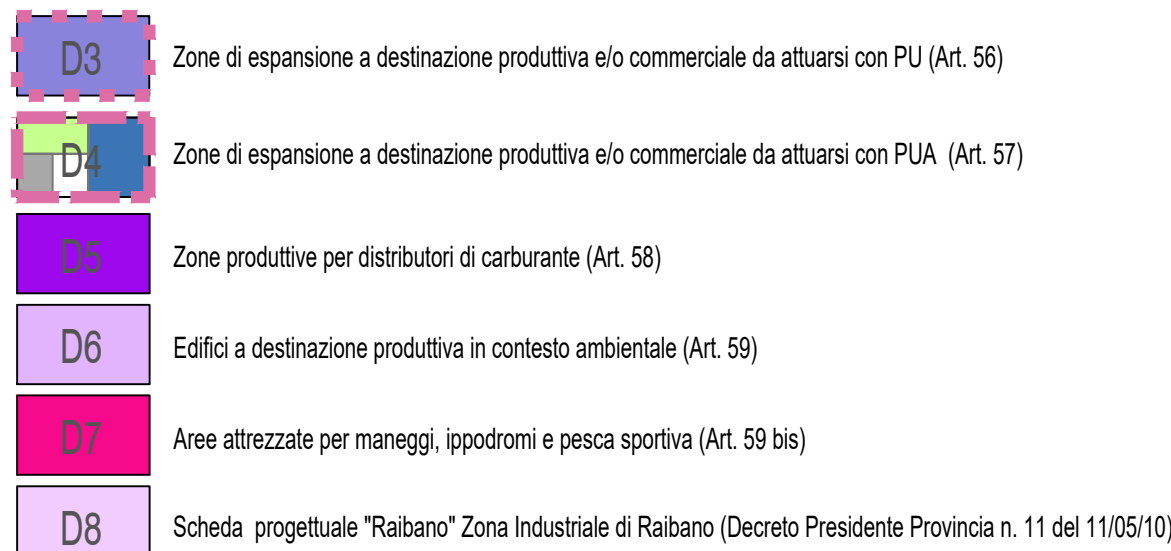 D3 Zone di espansione a destinazione produttiva e/o commerciale da attuarsi con PU (Art. 56)
D4 Zone di espansione a destinazione produttiva e/o commerciale da attuarsi con PUA (Art. 57)
D5 Zone produttive per distributori di carburante (Art. 58)
D6 Edifici a destinazione produttiva in contesto ambientale (Art. 59)
D7 Aree attrezzate per maneggi, ippodromi e pesca sportiva (Art. 59 bis)
D8 Scheda progettuale "Raibano" Zona Industriale di Raibano (Decreto Presidente Provincia n. 11 del 11/05/10)